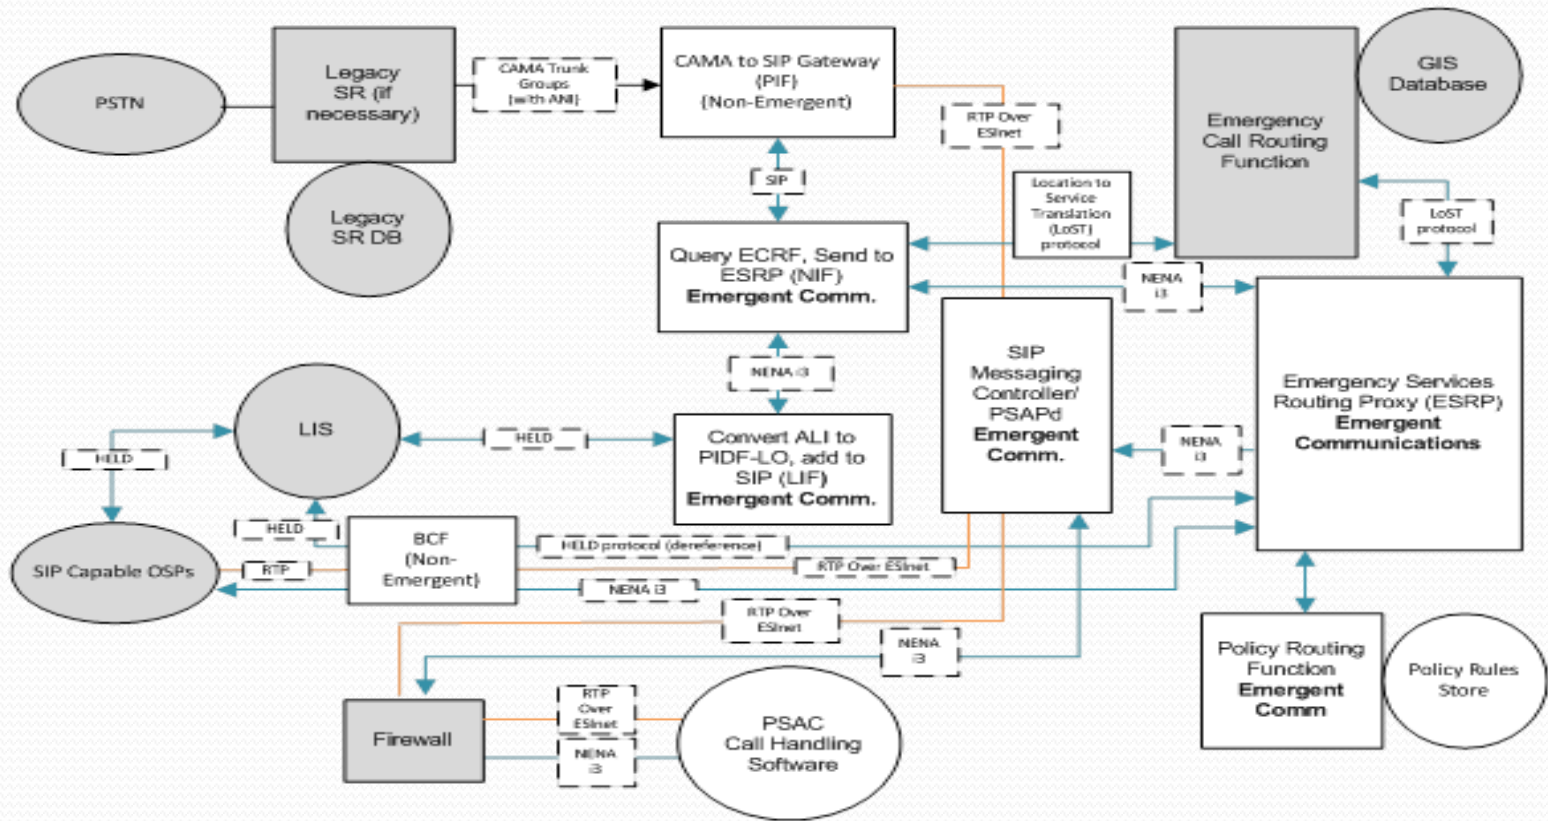 PSTN
Legacy
SR (if
necessary)
CAMA Trunk
Groups
(with ANI)
CAMA to SIP Gateway
(PIF)
(Non-Emergent)
RTP Over
ESInet
Emergency
Call Routing
Function
GIS
Database
Legacy
SR DB
SIP
Location to
Service
Translation
(LoST)
protocol
LoST
protocol
Query ECRF, Send to
ESRP (NIF)
Emergent Comm.
NENA
i3
NENA i3
SIP
Messaging
Controller/
PSAPd
Emergent
Comm.
Emergency Services
Routing Proxy (ESRP)
Emergent
Communications
LIS
HELD
HELD
Convert ALI to
PIDF-LO, add to
SIP (LIF)
Emergent Comm.
NENA
i3
HELD
BCF
(Non-
Emergent)
HELD protocol (dereference)
SIP Capable OSPs
RTP
RTP Over ESInet
NENA i3
RTP Over
ESInet
NENA
i3
Policy Routing
Function
Emergent
Comm
Policy Rules
Store
Firewall
RTP
Over
ESInet
NENA
i3
PSAC
Call Handling
Software